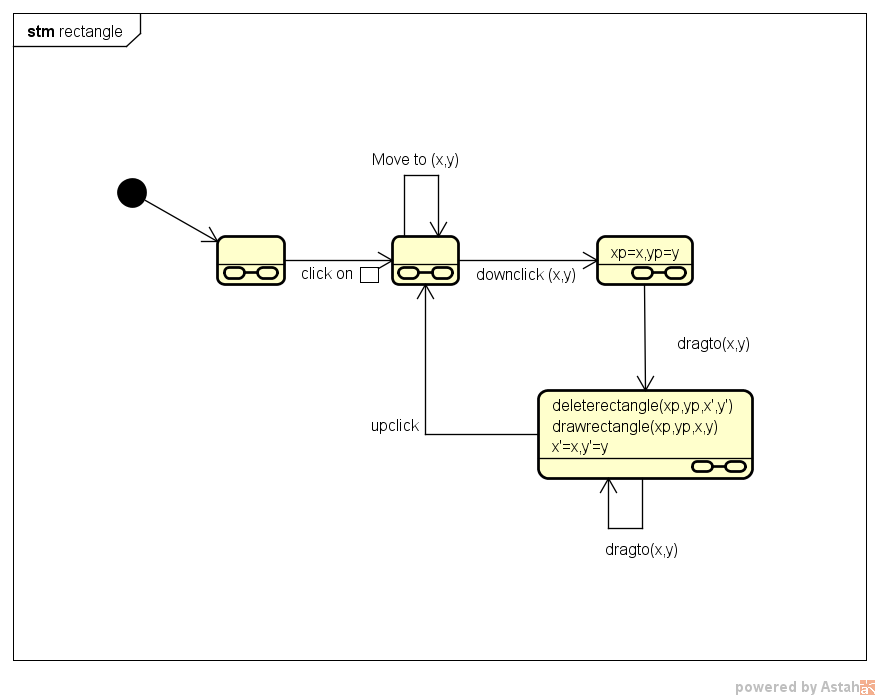 stm rectangle
Move to (x,y)
xp=x,yp=y
click on
downclick (x,y)
dragto(x,y)
deleterectangle(xp,yp,x',y')
drawrectangle(xp,yp,x,y)
x'=x,y'=y
upclick
dragto(x,y)
powered by Astah